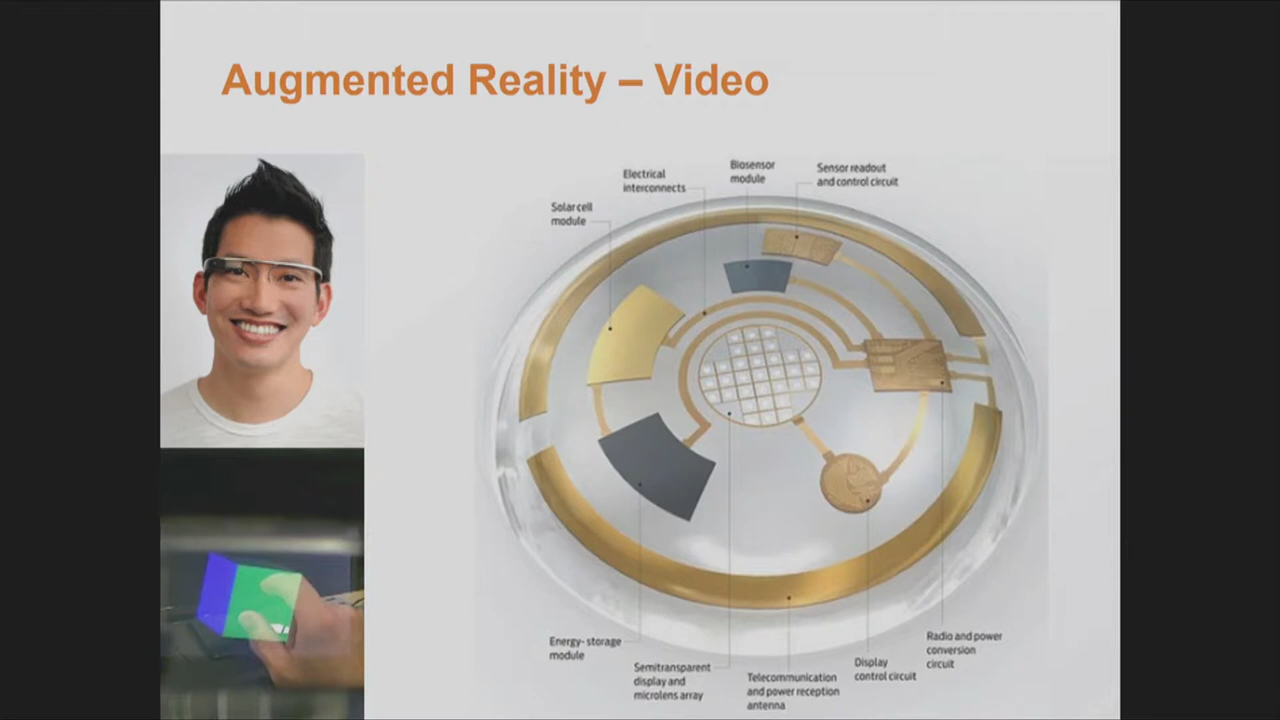 Augmented Reality – Video
Biosensor
module
Sensor readout
and control circuit
Electrical
interconnects
Solar cell
module
Energy- storage
module
Semitransparent
display and
microlens array
Telecommunication
and power reception
antenna
Display
control circuit
Radio and power
conversion
circuit